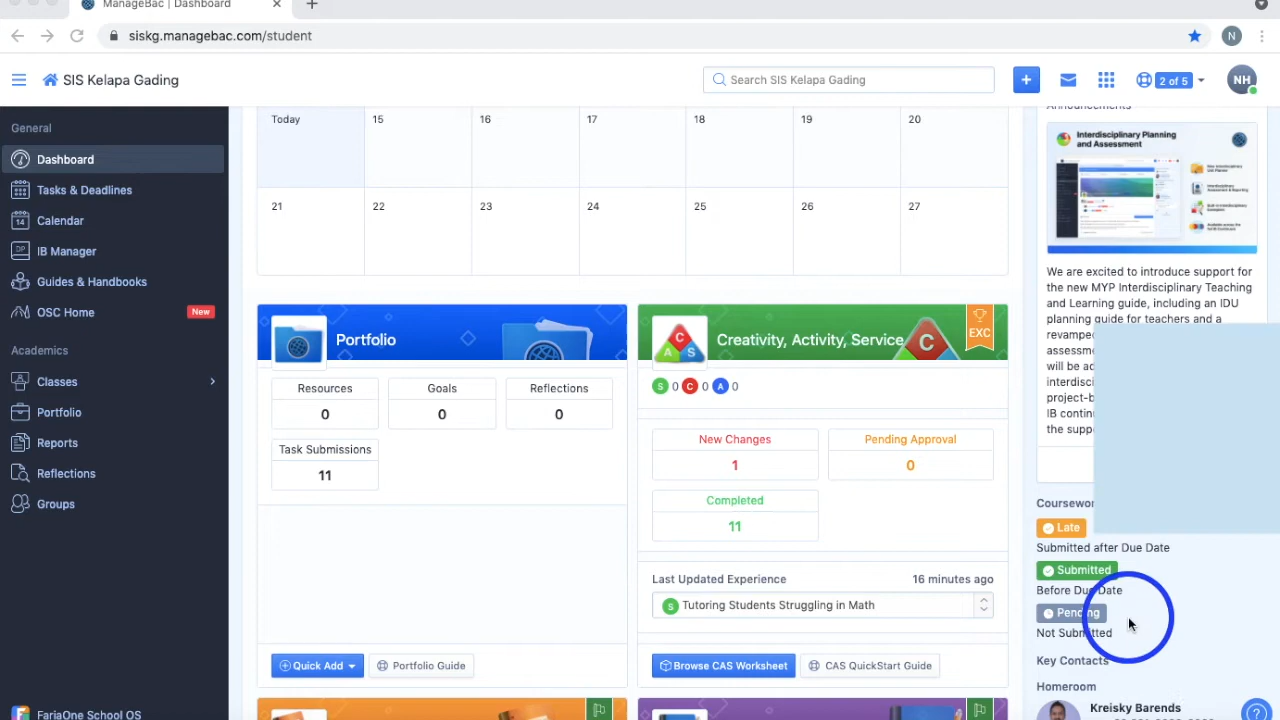 ManageBac | Dashboard
siskg.managebac.com/student
N
SIS Kelapa Gading
Search SIS Kelapa Gading
2 of 5
NH
General
Dashboard
Tasks & Deadlines
14
Calendar
DP
IB Manager
Guides & Handbooks
OSC Home
New
Academics
Classes
Portfolio
Reports
Reflections
Groups
FariaOne School OS
Today 15 16 17 18 19 20
21 22 23 24 25 26 27
Portfolio
Resources Goals Reflections
0 0 0
Task Submissions
11
Quick Add
Portfolio Guide
C
A S
Creativity, Activity, Service
C
EXC
S 0 C 0 A 0
New Changes Pending Approval
1 0
Completed
11
Last Updated Experience 16 minutes ago
S Tutoring Students Struggling in Math
Browse CAS Worksheet
CAS QuickStart Guide
Announcements
Interdisciplinary Planning
and Assessment
We are excited to introduce support for
the new MYP Interdisciplinary Teaching
and Learning guide, including an IDU
planning guide for teachers and a
revamped
Late
Submitted after Due Date
Submitted
Before Due Date
Pending
Not Submitted
Key Contacts
Homeroom
Kreisky Barends